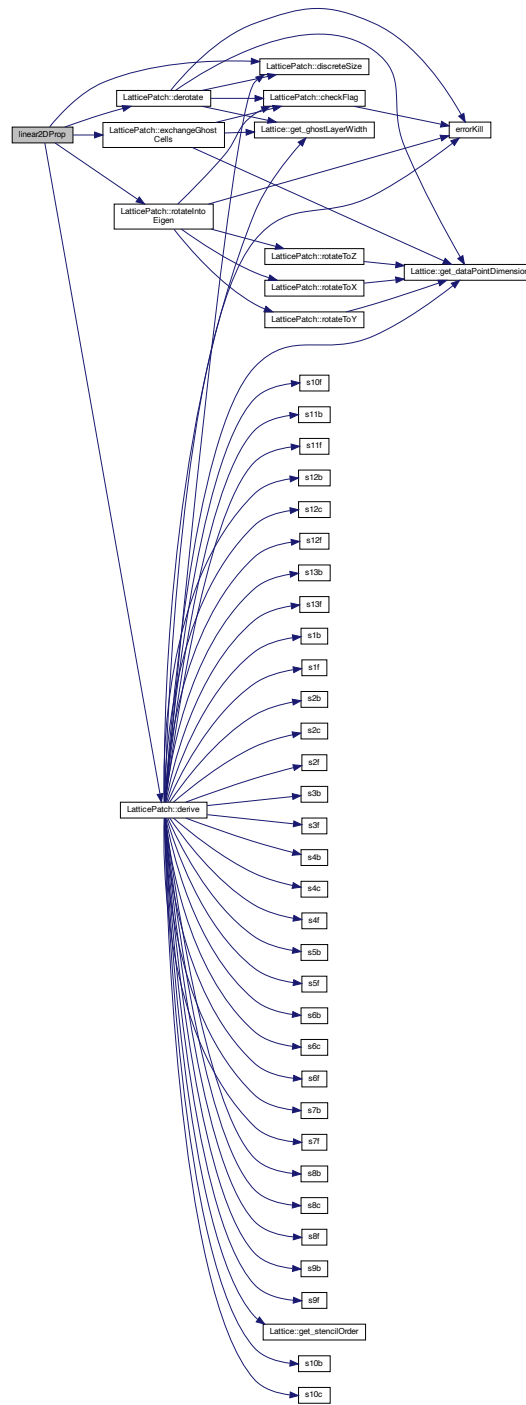 LatticePatch::discreteSize
LatticePatch::derotate
LatticePatch::checkFlag
linear2DProp
LatticePatch::exchangeGhost
Cells
Lattice::get_ghostLayerWidth
errorKill
LatticePatch::rotateInto
Eigen
LatticePatch::rotateToZ
Lattice::get_dataPointDimension
LatticePatch::rotateToX
LatticePatch::rotateToY
s10f
s11b
s11f
s12b
s12c
s12f
s13b
s13f
s1b
s1f
s2b
s2c
s2f
s3b
LatticePatch::derive
s3f
s4b
s4c
s4f
s5b
s5f
s6b
s6c
s6f
s7b
s7f
s8b
s8c
s8f
s9b
s9f
Lattice::get_stencilOrder
s10b
s10c